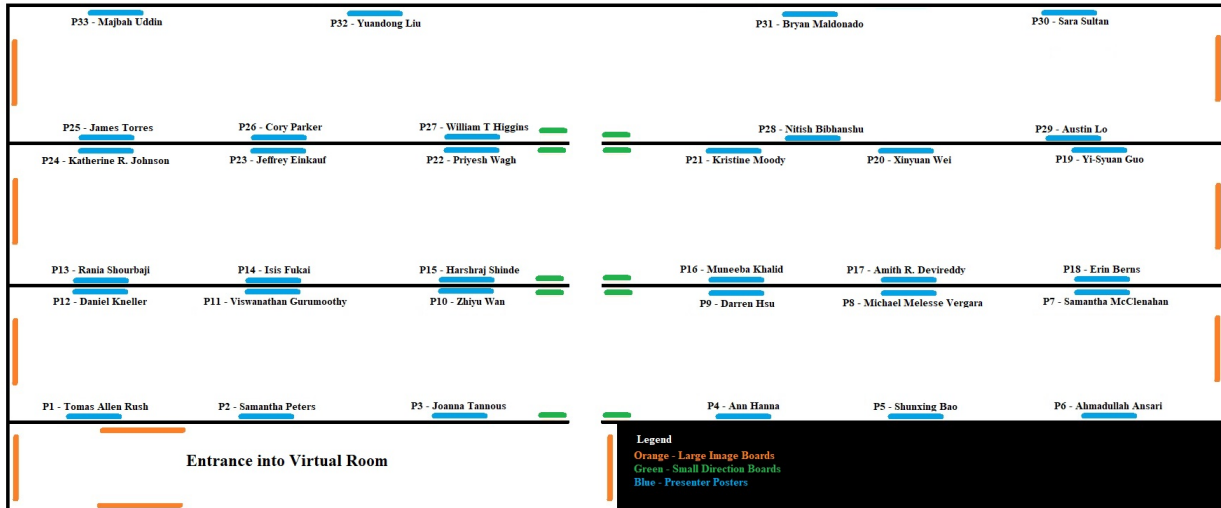 P33 - Majbah Uddin
P32 - Yuandong Liu
P31 - Bryan Maldonado
P30 - Sara Sultan
P25 - James Torres
P26 - Cory Parker
P27 - William T Higgins
P28 - Nitish Bibhanshu
P29 - Austin Lo
P24 - Katherine R. Johnson
P23 - Jeffrey Einkauf
P22 - Priyesh Wagh
P21 - Kristine Moody
P20 - Xinyuan Wei
P19 - Yi-Syuan Guo
P13 - Rania Shourbaji
P14 - Isis Fukai
P15 - Harshraj Shinde
P16 - Muneeba Khalid
P17 - Amith R. Devireddy
P18 - Erin Berns
P12 - Daniel Kneller
P11 - Viswanathan Gurumoothy
P10 - Zhiyu Wan
P9 - Darren Hsu
P8 - Michael Melesse Vergara
P7 - Samantha McClenahan
P1 - Tomas Allen Rush
P2 - Samantha Peters
P3 - Joanna Tannous
P4 - Ann Hanna
P5 - Shunxing Bao
P6 - Ahmadullah Ansari
Entrance into Virtual Room
Legend
Orange - Large Image Boards
Green - Small Direction Boards
Blue - Presenter Posters